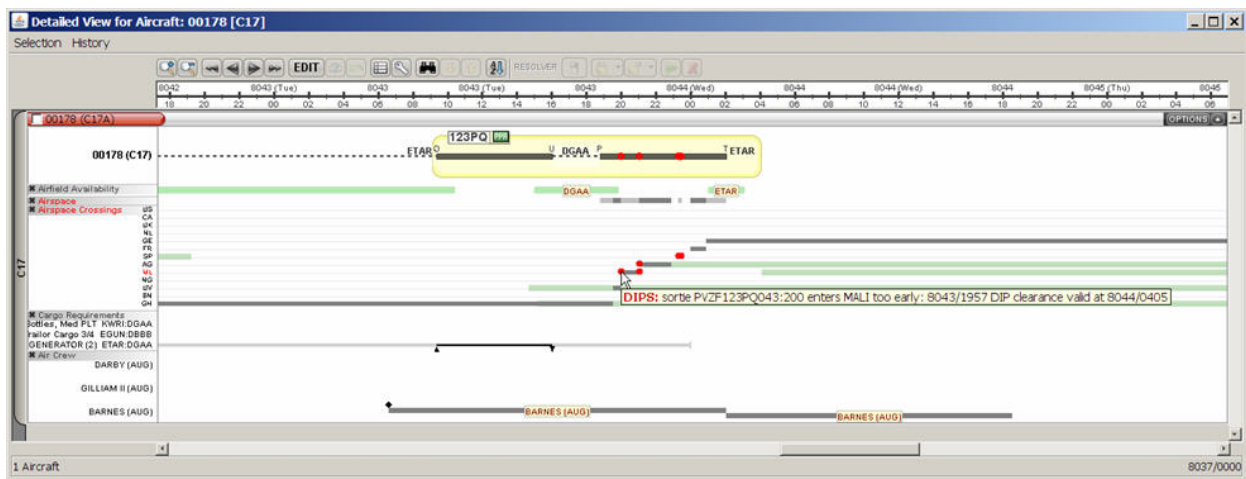 Detailed View for Aircraft: 00178 [C17]
Selection History
EDIT RESOLVER
8042 8043 (Tue) 8043 8043 (Tue) 8043 8044 (Wed) 8044 8044 (Wed) 8044 8045 (Thu) 8045
18 20 22 00 02 04 06 08 10 12 14 16 18 20 22 00 02 04 06 08 10 12 14 16 18 20 22 00 02 04 06
00178 (C17A) OPTIONS
123PQ
00178 (C17) ETAR O U DGAA P T ETAR
Airfield Availability DGAA ETAR
Airspace
Airspace Crossings US
CA
UK
NL
GE
FR
SP
AG
ML
NG
UV
BN
GH
C17
DIPS: sortie PVZF123PQ043:200 enters MALI too early: 8043/1957 DIP clearance valid at 8044/0405
Cargo Requirements
ottles, Med PLT KWRI:DGAA
railor Cargo 3/4 EGUN:DBBB
GENERATOR (2) ETAR:DGAA
Air Crew
DARBY (AUG)
GILLIAM II (AUG)
BARNES (AUG) BARNES (AUG) BARNES (AUG)
1 Aircraft 8037/0000